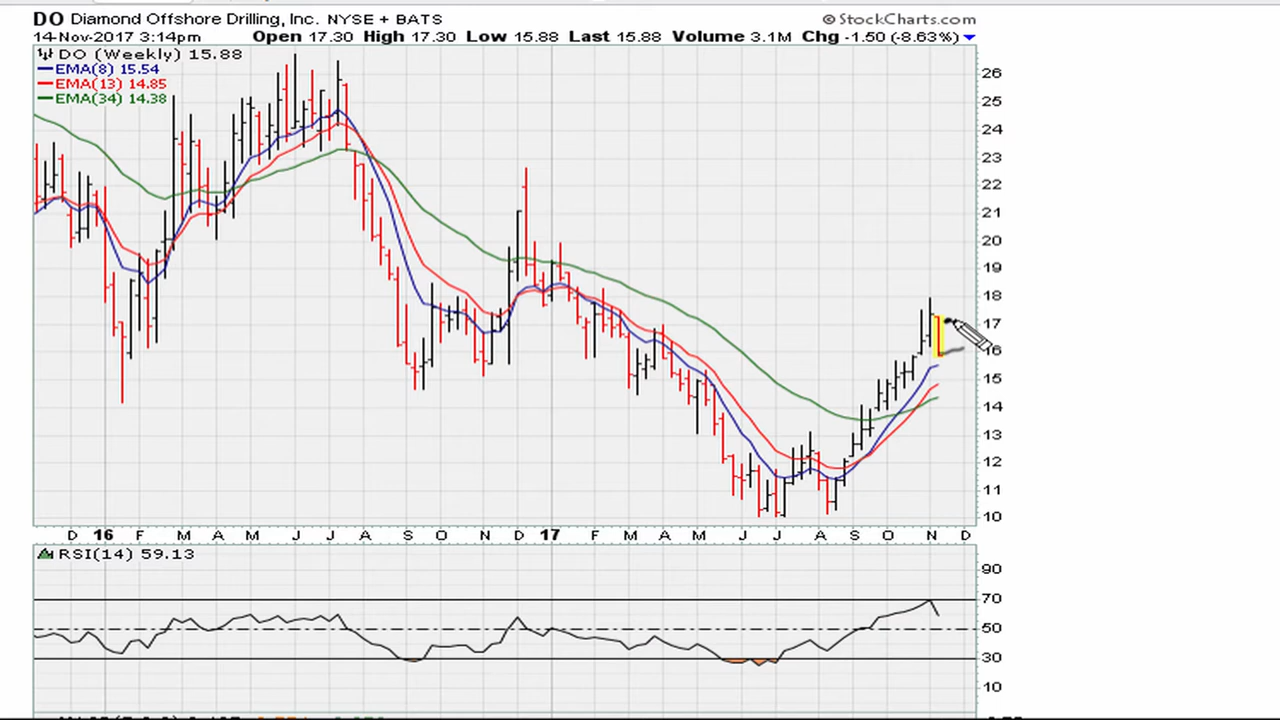 DO Diamond Offshore Drilling, Inc. NYSE + BATS © StockCharts.com
14-Nov-2017 3:14pm Open 17.30 High 17.30 Low 15.88 Last 15.88 Volume 3.1M Chg -1.50 (-8.63%)
DO (Weekly) 15.88
EMA(8) 15.54
EMA(13) 14.85
EMA(34) 14.38
26
25
24
23
22
21
20
19
18
17
16
15
14
13
12
11
10
D 16 F M A M J J A S O N D 17 F M A M J J A S O N D
RSI(14) 59.13
90
70
50
30
10